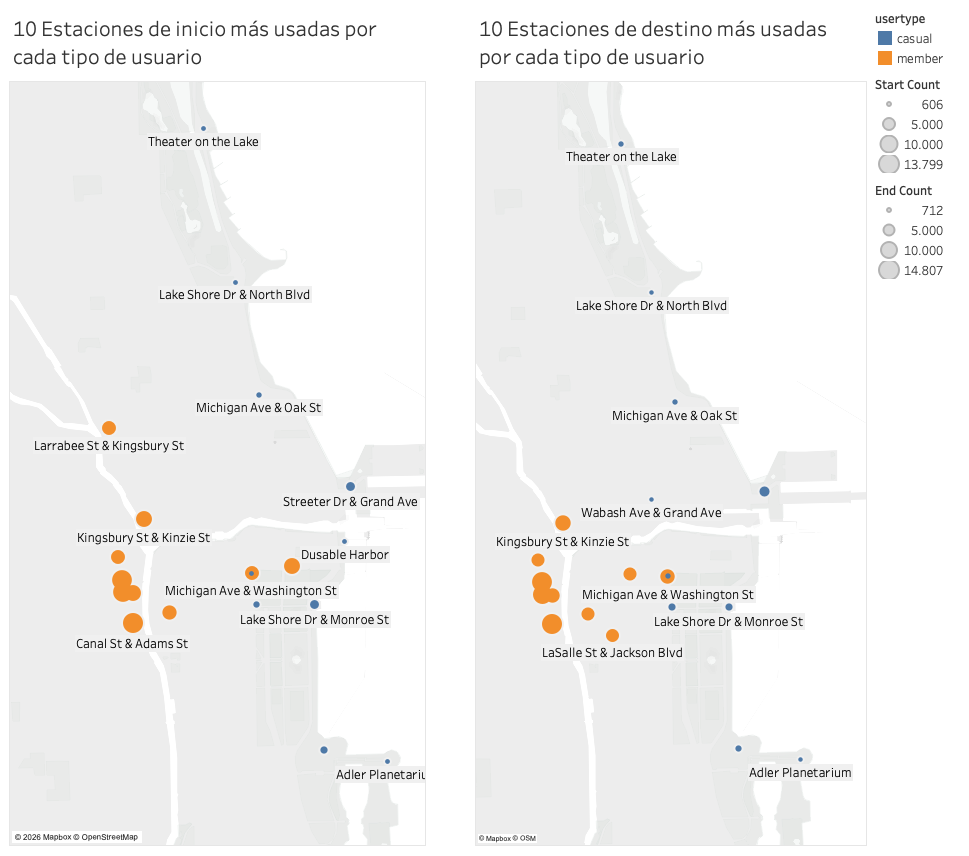 10 Estaciones de inicio más usadas por
cada tipo de usuario
Theater on the Lake
Lake Shore Dr & North Blvd
Michigan Ave & Oak St
Larrabee St & Kingsbury St
Streeter Dr & Grand Ave
Kingsbury St & Kinzie St
Dusable Harbor
Michigan Ave & Washington St
Lake Shore Dr & Monroe St
Canal St & Adams St
Adler Planetariu
© 2026 Mapbox © OpenStreetMap
10 Estaciones de destino más usadas
por cada tipo de usuario
Theater on the Lake
Lake Shore Dr & North Blvd
Michigan Ave & Oak St
Wabash Ave & Grand Ave
Kingsbury St & Kinzie St
Michigan Ave & Washington St
Lake Shore Dr & Monroe St
LaSalle St & Jackson Blvd
Adler Planetarium
© Mapbox © OSM
usertype
casual
member
Start Count
606
5.000
10.000
13.799
End Count
712
5.000
10.000
14.807